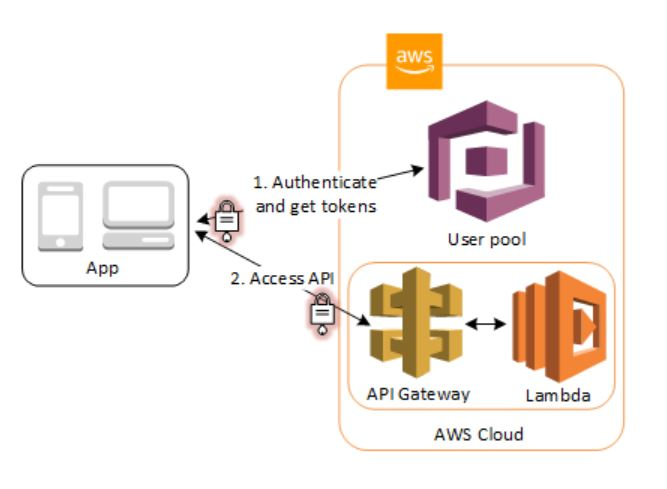 aws
1. Authenticate
and get tokens
User pool
App
2. Access API
API Gateway
Lambda
AWS Cloud